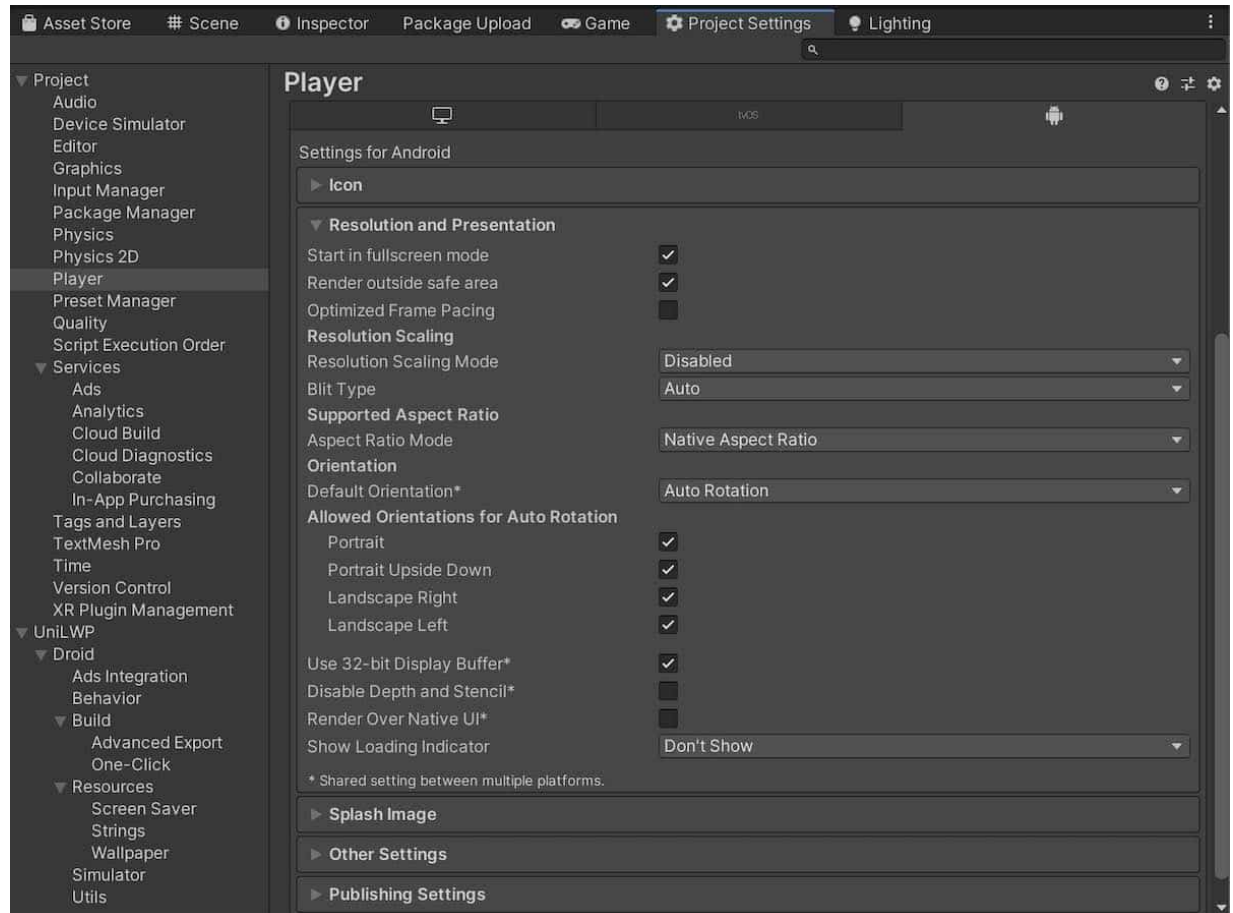 Asset Store # Scene Inspector Package Upload Game Project Settings Lighting
Project
Audio
Device Simulator
Editor
Graphics
Input Manager
Package Manager
Physics
Physics 2D
Player
Preset Manager
Quality
Script Execution Order
Services
Ads
Analytics
Cloud Build
Cloud Diagnostics
Collaborate
In-App Purchasing
Tags and Layers
TextMesh Pro
Time
Version Control
XR Plugin Management
UniLWP
Droid
Ads Integration
Behavior
Build
Advanced Export
One-Click
Resources
Screen Saver
Strings
Wallpaper
Simulator
Utils
Player
tvOS
Settings for Android
Icon
Resolution and Presentation
Start in fullscreen mode
Render outside safe area
Optimized Frame Pacing
Resolution Scaling
Resolution Scaling Mode Disabled
Blit Type Auto
Supported Aspect Ratio
Aspect Ratio Mode Native Aspect Ratio
Orientation
Default Orientation* Auto Rotation
Allowed Orientations for Auto Rotation
Portrait
Portrait Upside Down
Landscape Right
Landscape Left
Use 32-bit Display Buffer*
Disable Depth and Stencil*
Render Over Native UI*
Show Loading Indicator Don't Show
* Shared setting between multiple platforms.
Splash Image
Other Settings
Publishing Settings